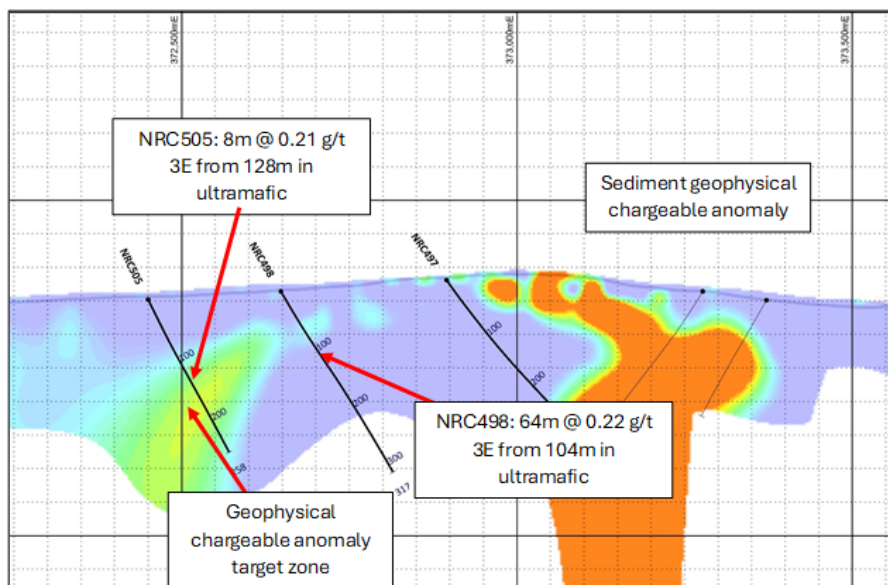 372,500mE
373,000mE
373,500mE
NRC505: 8m @ 0.21 g/t
3E from 128m in
ultramafic
Sediment geophysical
chargeable anomaly
NRC505
NRC498
NRC497
100
200
58
100
200
300
317
100
200
NRC498: 64m @ 0.22 g/t
3E from 104m in
ultramafic
Geophysical
chargeable anomaly
target zone